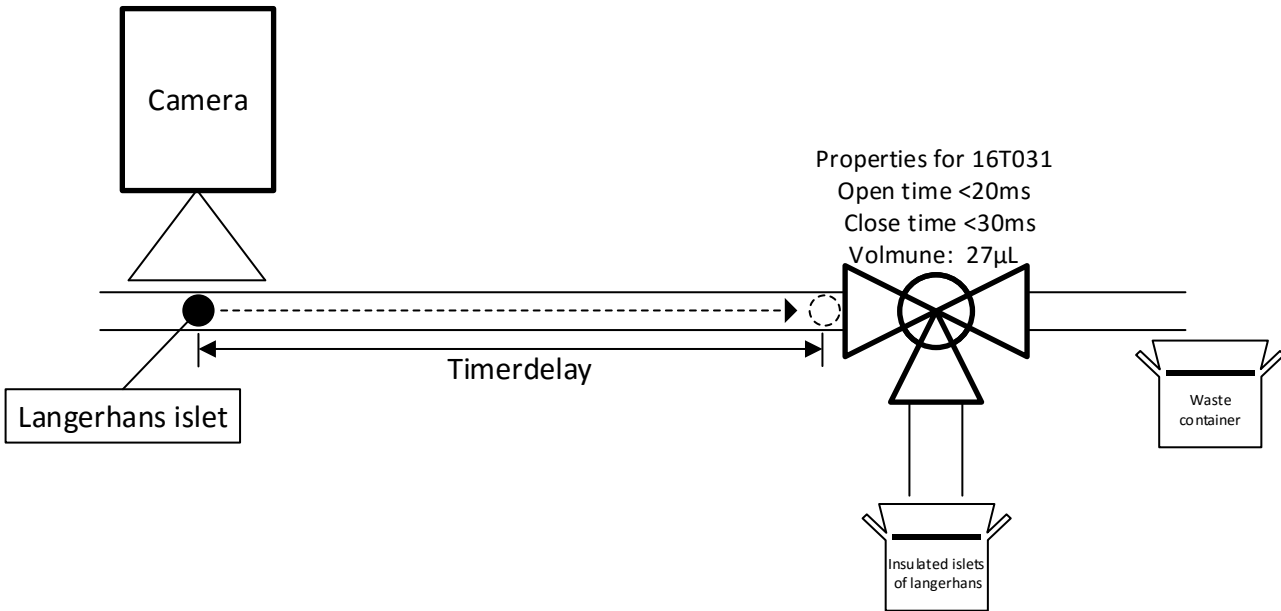 Camera
Properties for 16T031
Open time <20ms
Close time <30ms
Volmune: 27µL
Timerdelay
Langerhans islet
Waste
container
Insulated islets
of langerhans